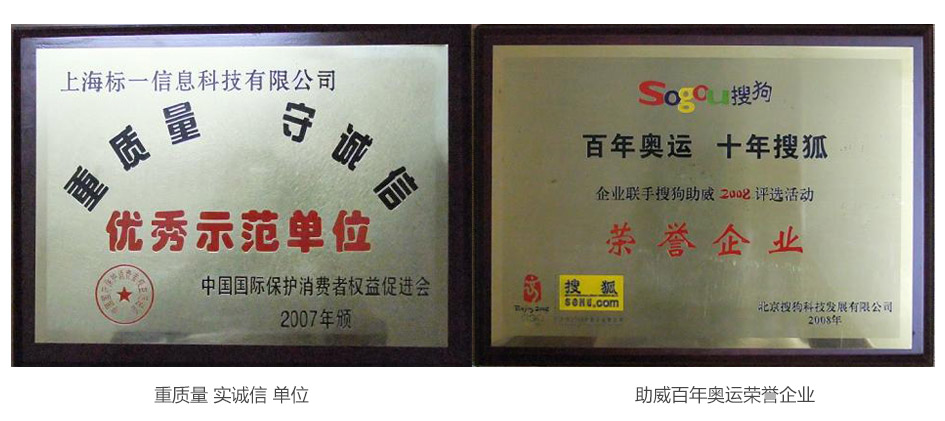 上海标一信息科技有限公司
重质量 守诚信
优秀示范单位
中国国际保护消费者权益促进会
2007年颁
Sogou搜狗
百年奥运 十年搜狐
企业联手搜狗助威2008评选活动
荣誉企业
Beijing 2008
搜狐
SOHU.com
北京搜狗科技发展有限公司
2008年
重质量 实诚信 单位
助威百年奥运荣誉企业